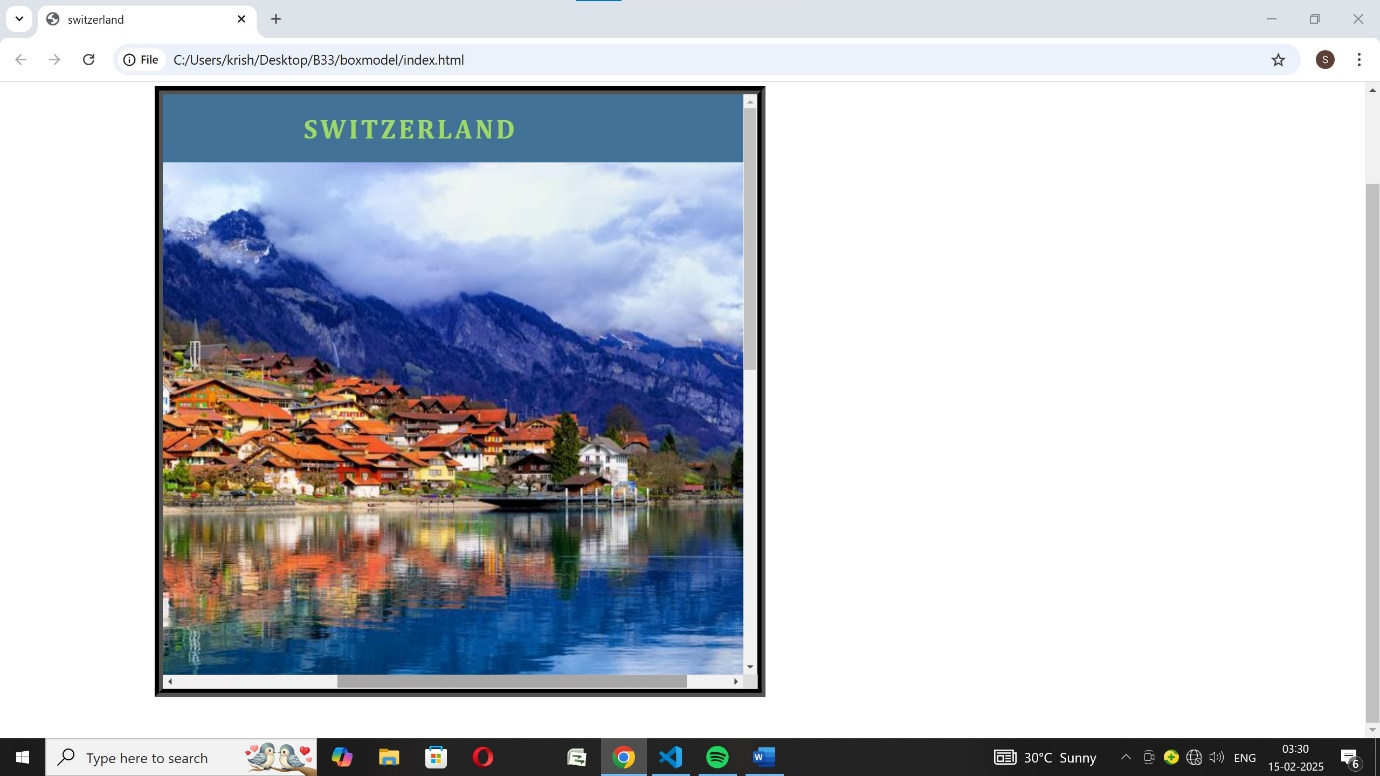 switzerland
File
C:/Users/krish/Desktop/B33/boxmodel/index.html
S
SWITZERLAND
Type here to search
30°C Sunny
ENG
03:30
15-02-2025
6